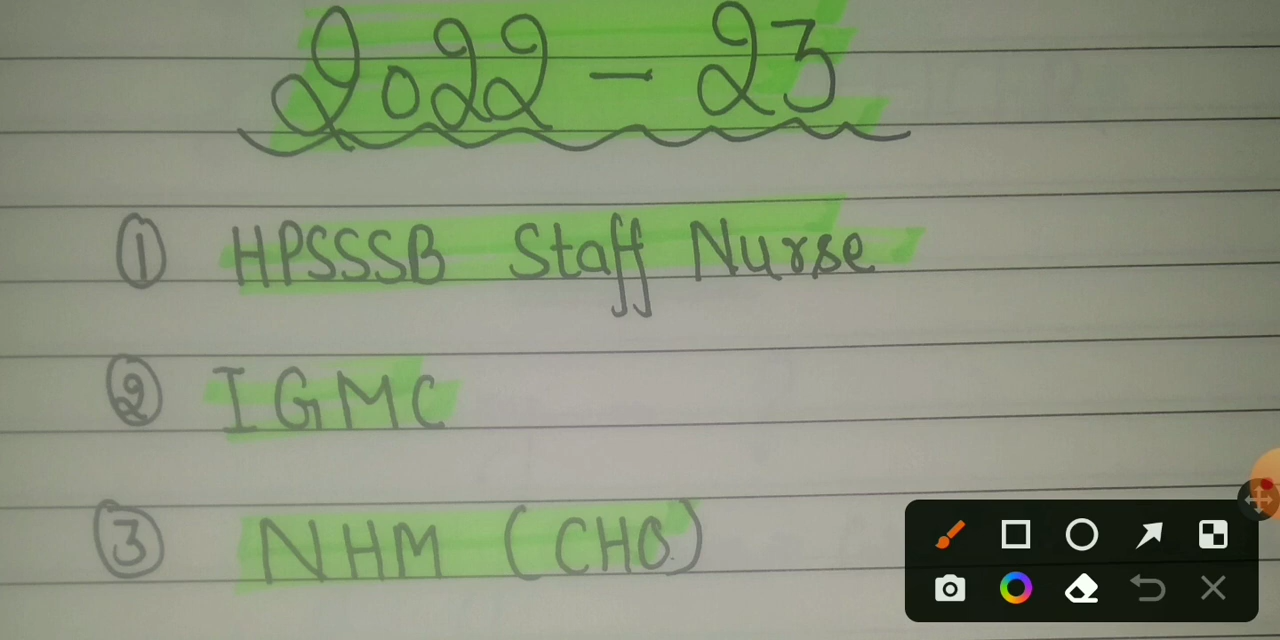 2022 - 23
① HPSSSB Staff Nurse
② IGMC
③ NHM (CHO)